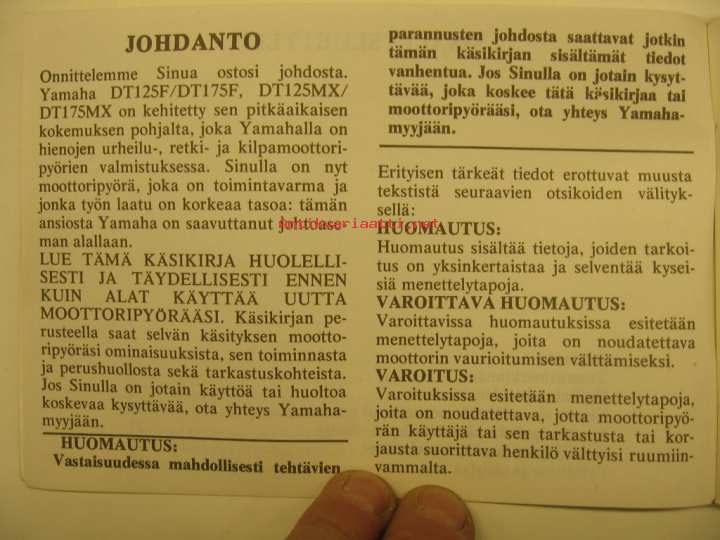 JOHDANTO
Onnittelemme Sinua ostosi johdosta.
Yamaha DT125F/DT175F, DT125MX/
DT175MX on kehitetty sen pitkäaikaisen
kokemuksen pohjalta, joka Yamahalla on
hienojen urheilu-, retki- ja kilpamoottori-
pyörien valmistuksessa. Sinulla on nyt
moottoripyörä, joka on toimintavarma ja
jonka työn laatu on korkeaa tasoa: tämän
ansiosta Yamaha on saavuttanut johtoase-
man alallaan.
LUE TÄMÄ KÄSIKIRJA HUOLELLI-
SESTI JA TÄYDELLISESTI ENNEN
KUIN ALAT KÄYTTÄÄ UUTTA
MOOTTORIPYÖRÄÄSI. Käsikirjan pe-
rusteella saat selvän käsityksen mootto-
ripyöräsi ominaisuuksista, sen toiminnasta
ja perushuollosta sekä tarkastuskohteista.
Jos Sinulla on jotain käyttöä tai huoltoa
koskevaa kysyttävää, ota yhteys Yamaha-
myyjään.
HUOMAUTUS:
Vastaisuudessa mahdollisesti tehtävien
parannusten johdosta saattavat jotkin
tämän käsikirjan sisältämät tiedot
vanhentua. Jos Sinulla on jotain kysyt-
tävää, joka koskee tätä käsikirjaa tai
moottoripyörääsi, ota yhteys Yamaha-
myyjään.
Erityisen tärkeät tiedot erottuvat muusta
tekstistä seuraavien otsikoiden välityk-
sellä:
HUOMAUTUS:
Huomautus sisältää tietoja, joiden tarkoi-
tus on yksinkertaistaa ja selventää kysei-
siä menettelytapoja.
VAROITTAVA HUOMAUTUS:
Varoittavissa huomautuksissa esitetään
menettelytapoja, joita on noudatettava
moottorin vaurioitumisen välttämiseksi.
VAROITUS:
Varoituksissa esitetään menettelytapoja,
joita on noudatettava, jotta moottoripyö-
rän käyttäjä tai sen tarkastusta tai kor-
jausta suorittava henkilö välttyisi ruumiin-
vammalta.